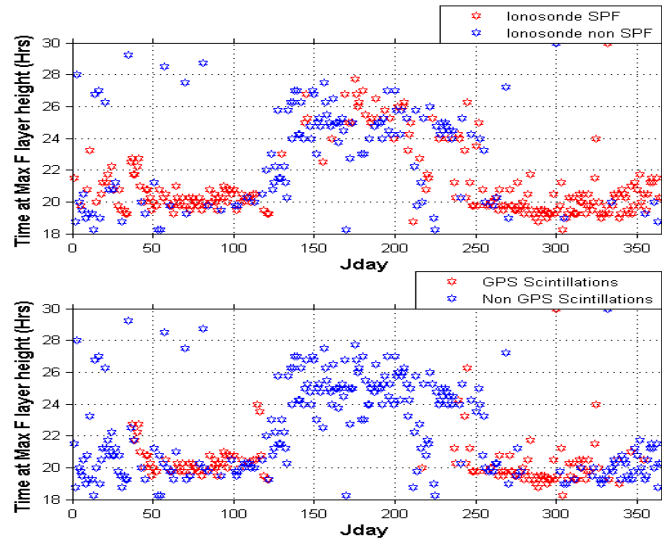 Ionosonde SPF
Ionosonde non SPF
30
28
26
24
22
20
18
Time at Max F layer height (Hrs)
0 50 100 150 200 250 300 350
Jday
GPS Scintillations
Non GPS Scintillations
30
28
26
24
22
20
18
Time at Max F layer height (Hrs)
0 50 100 150 200 250 300 350
Jday